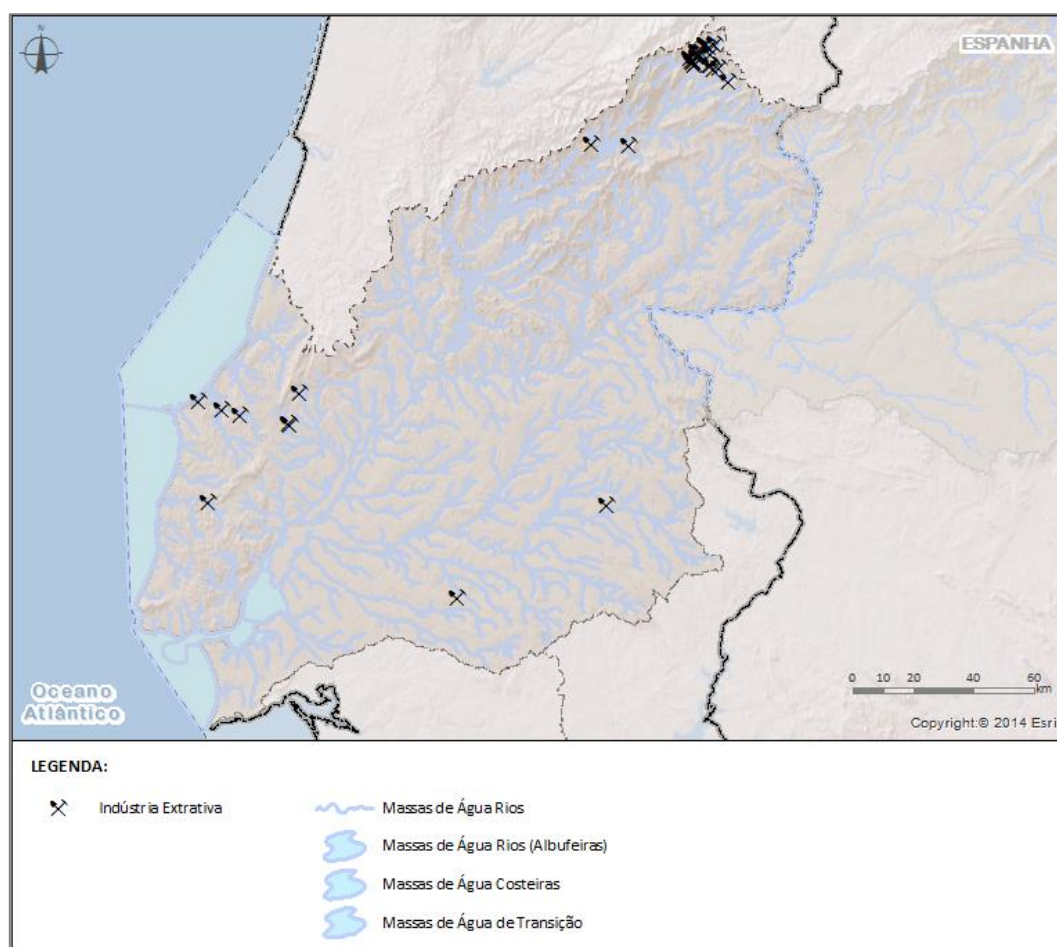 N
ESPANHA
Oceano
Atlântico
0 10 20 40 60
km
Copyright:© 2014 Esri
LEGENDA:
Indústria Extrativa
Massas de Água Rios
Massas de Água Rios (Albufeiras)
Massas de Água Costeiras
Massas de Água de Transição